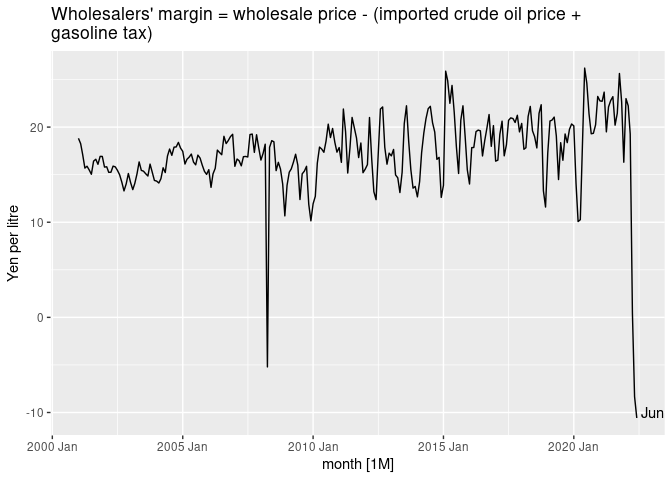 Wholesalers' margin = wholesale price - (imported crude oil price +
gasoline tax)
Yen per litre
20
10
0
-10
Jun
2000 Jan
2005 Jan
2010 Jan
2015 Jan
2020 Jan
month [1M]